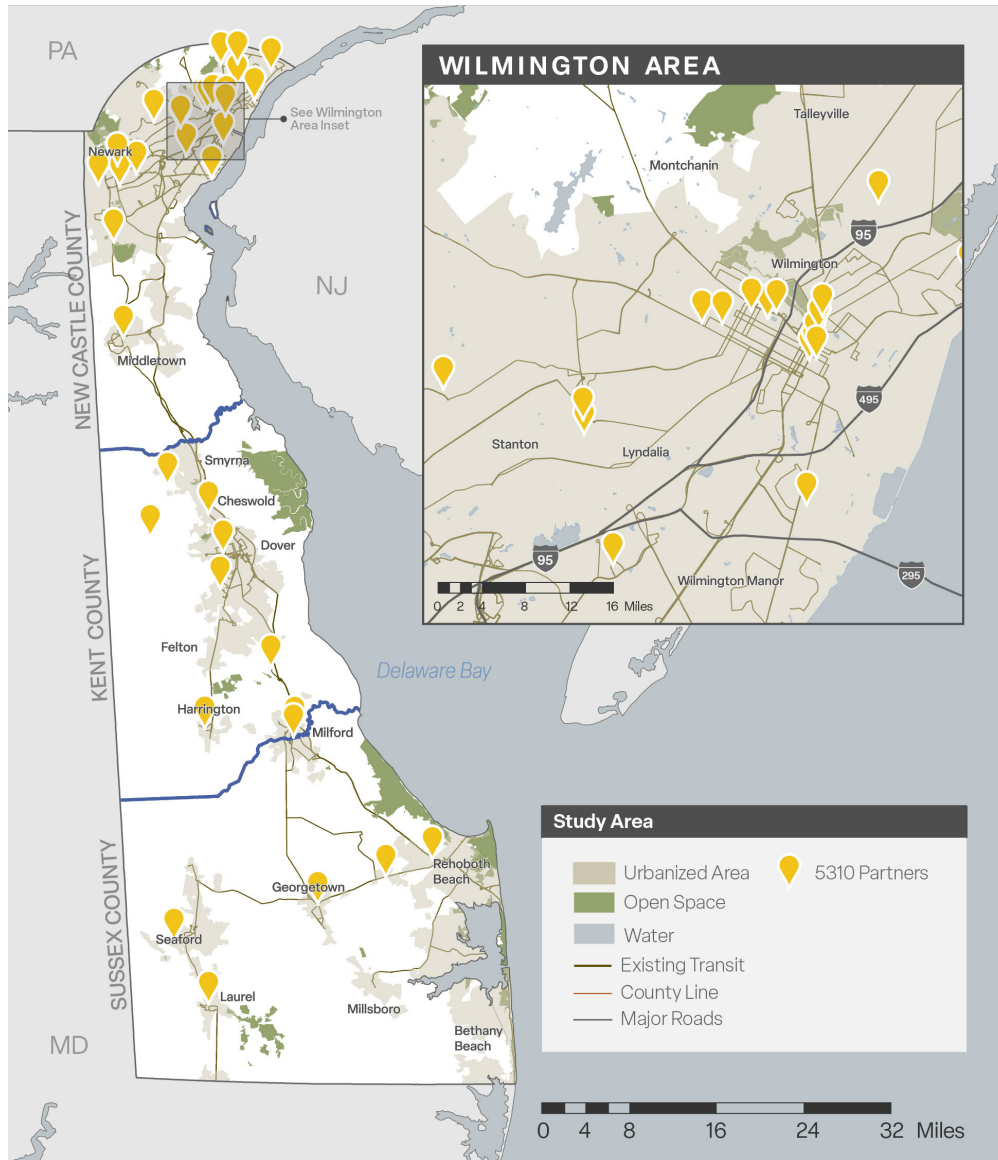 PA
WILMINGTON AREA
See Wilmington
Area Inset
Talleyville
Montchanin
95
Wilmington
495
Stanton
Lyndalia
95
Wilmington Manor
295
0 2 4 8 12 16 Miles
Newark
NEW CASTLE COUNTY
NJ
Middletown
Smyrna
Cheswold
Dover
KENT COUNTY
Felton
Delaware Bay
Harrington
Milford
SUSSEX COUNTY
Rehoboth
Beach
Georgetown
Seaford
Laurel
Millsboro
Bethany
Beach
MD
Study Area
Urbanized Area
5310 Partners
Open Space
Water
Existing Transit
County Line
Major Roads
0 4 8 16 24 32 Miles